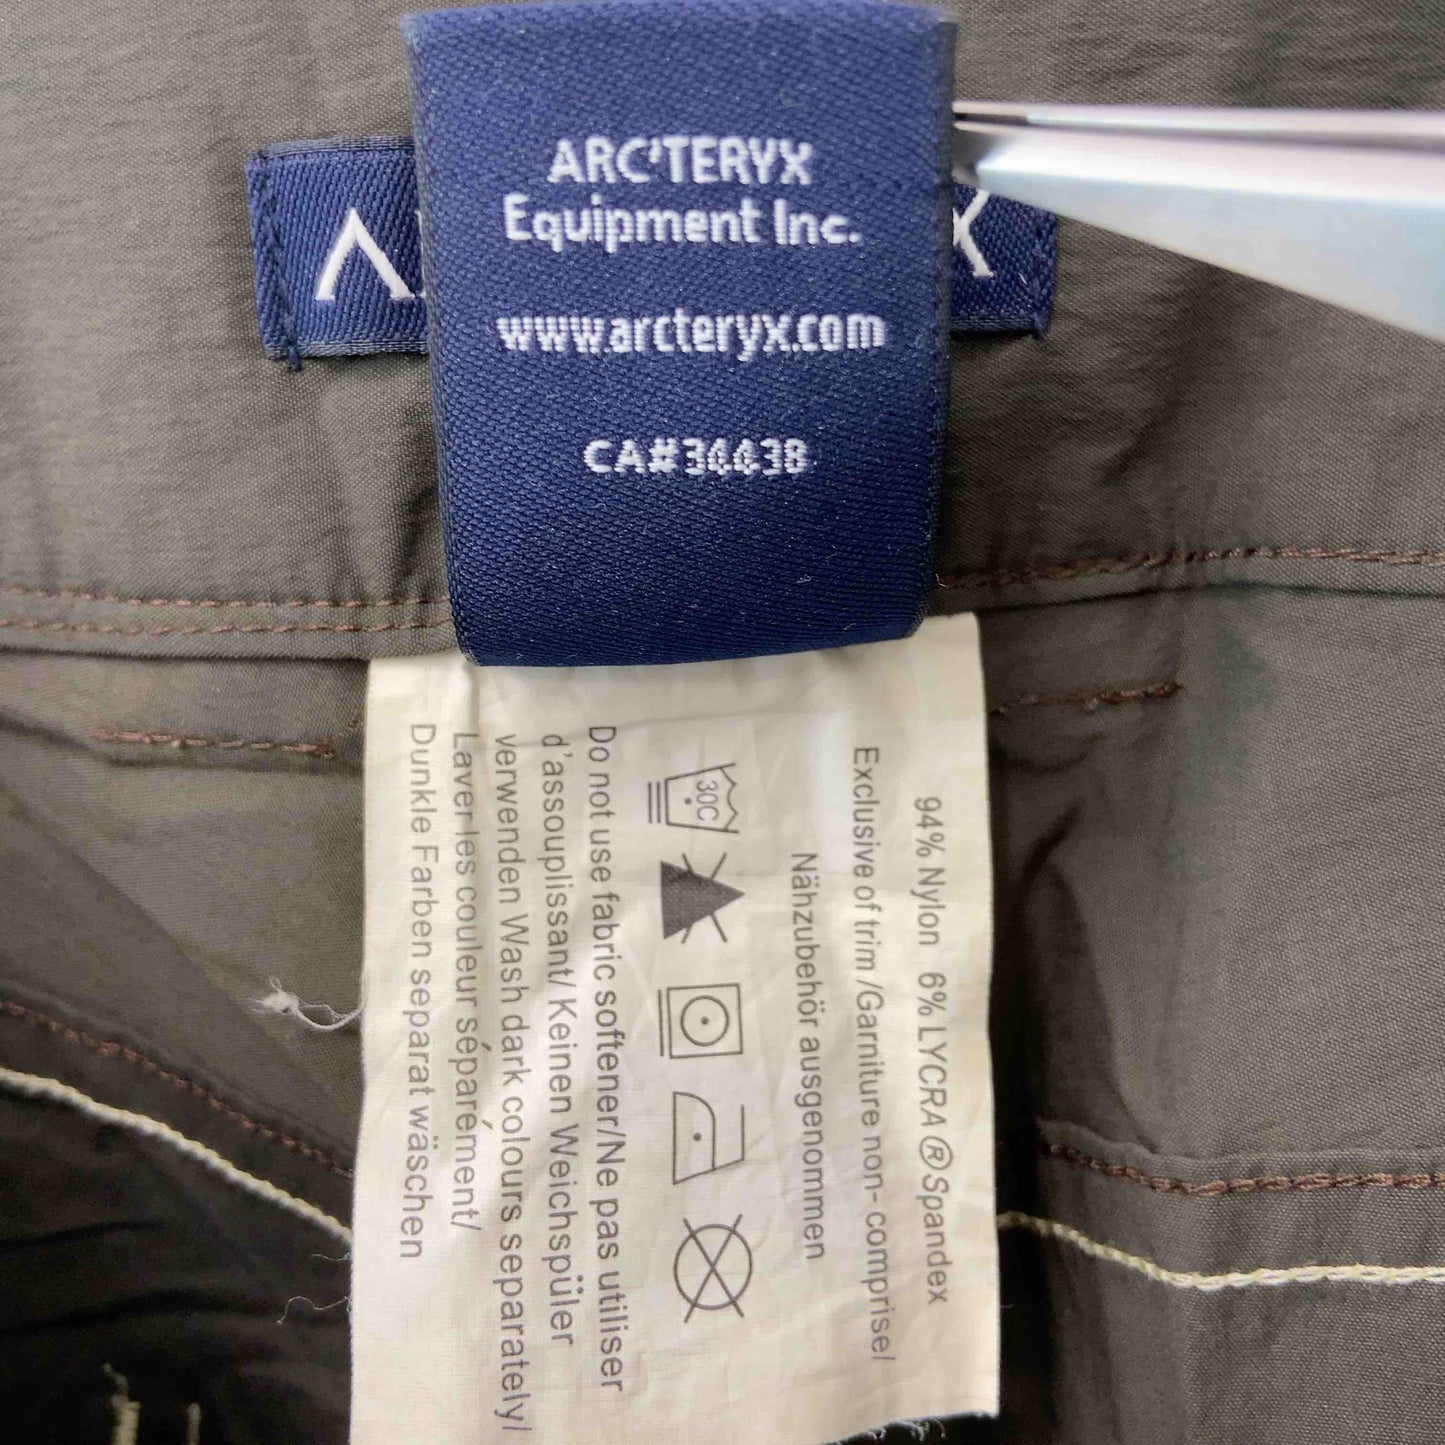 ARC'TERYX
Equipment Inc.
www.arcteryx.com
CA#34438
94% Nylon 6% LYCRA®Spandex
Exclusive of trim /Garniture non-comprise/
Nähzubehör ausgenommen
30C
Do not use fabric softener/Ne pas utiliser
d'assouplissant/ Keinen Weichspüler
verwenden Wash dark colours separately/
Laver les couleur séparément/
Dunkle Farben separat wäschen